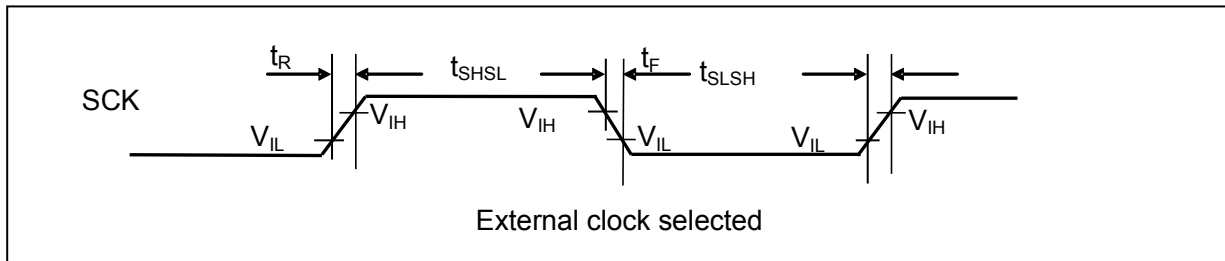 tR tSHSL tF tSLSH
SCK
VIH VIH VIH
VIL VIL VIL
External clock selected